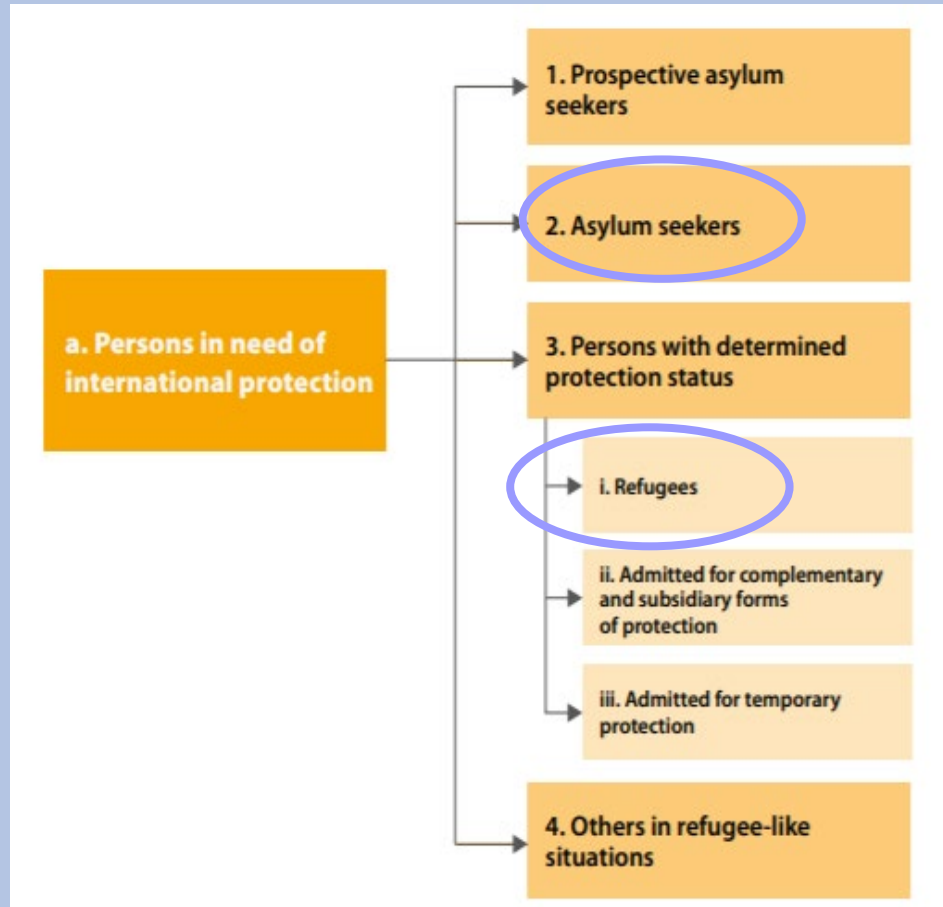 1. Prospective asylum
seekers
2. Asylum seekers
a. Persons in need of
international protection
3. Persons with determined
protection status
i. Refugees
ii. Admitted for complementary
and subsidiary forms
of protection
iii. Admitted for temporary
protection
4. Others in refugee-like
situations